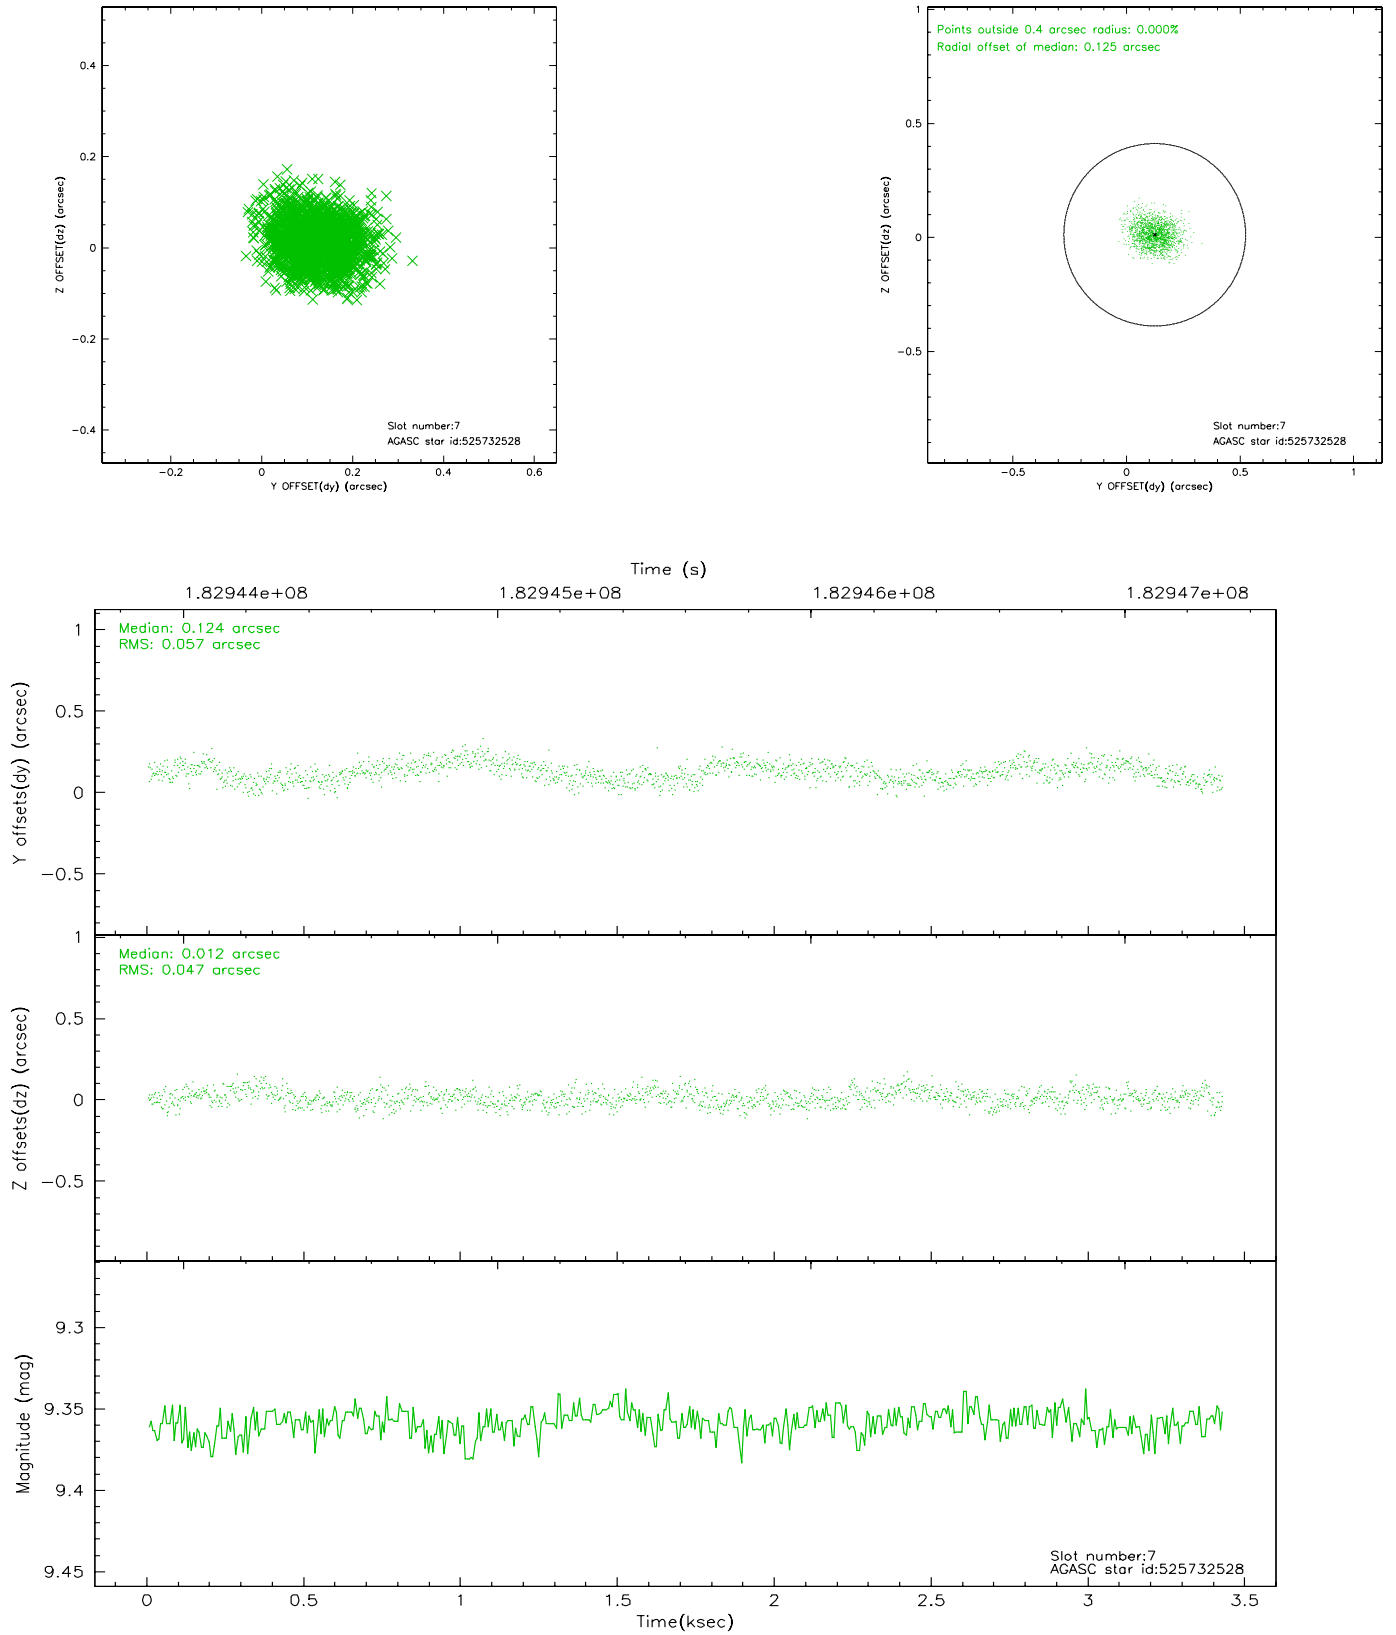 0.4
0.2
0
−0.2
−0.4
Z OFFSET(dz) (arcsec)
Slot number:7
AGASC star id:525732528
−0.2
0
0.2
0.4
0.6
Y OFFSET(dy) (arcsec)
Points outside 0.4 arcsec radius: 0.000%
Radial offset of median: 0.125 arcsec
1
0.5
0
−0.5
Z OFFSET(dz) (arcsec)
Slot number:7
AGASC star id:525732528
−0.5
0
0.5
1
Y OFFSET(dy) (arcsec)
Time (s)
1.82944e+08
1.82945e+08
1.82946e+08
1.82947e+08
Median: 0.124 arcsec
RMS: 0.057 arcsec
1
0.5
0
−0.5
Y offsets(dy) (arcsec)
Median: 0.012 arcsec
RMS: 0.047 arcsec
1
0.5
0
−0.5
Z offsets(dz) (arcsec)
9.3
9.35
9.4
9.45
Magnitude (mag)
Slot number:7
AGASC star id:525732528
0
0.5
1
1.5
2
2.5
3
3.5
Time(ksec)